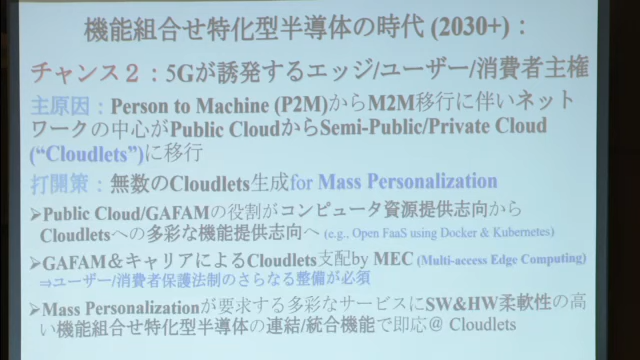 機能組合せ特化型半導体の時代 (2030+)：
チャンス２：5Gが誘発するエッジ/ユーザー/消費者主権
主原因：Person to Machine (P2M)からM2M移行に伴いネット
ワークの中心がPublic CloudからSemi-Public/Private Cloud
(“Cloudlets”)に移行
打開策：無数のCloudlets生成for Mass Personalization
➢Public Cloud/GAFAMの役割がコンピュータ資源提供志向から
Cloudletsへの多彩な機能提供志向へ (e.g., Open FaaS using Docker & Kubernetes)
➢GAFAM＆キャリアによるCloudlets支配by MEC (Multi-access Edge Computing)
⇒ユーザー/消費者保護法制のさらなる整備が必須
➢Mass Personalizationが要求する多彩なサービスにSW&HW柔軟性の高
い機能組合せ特化型半導体の連結/統合機能で即応@ Cloudlets